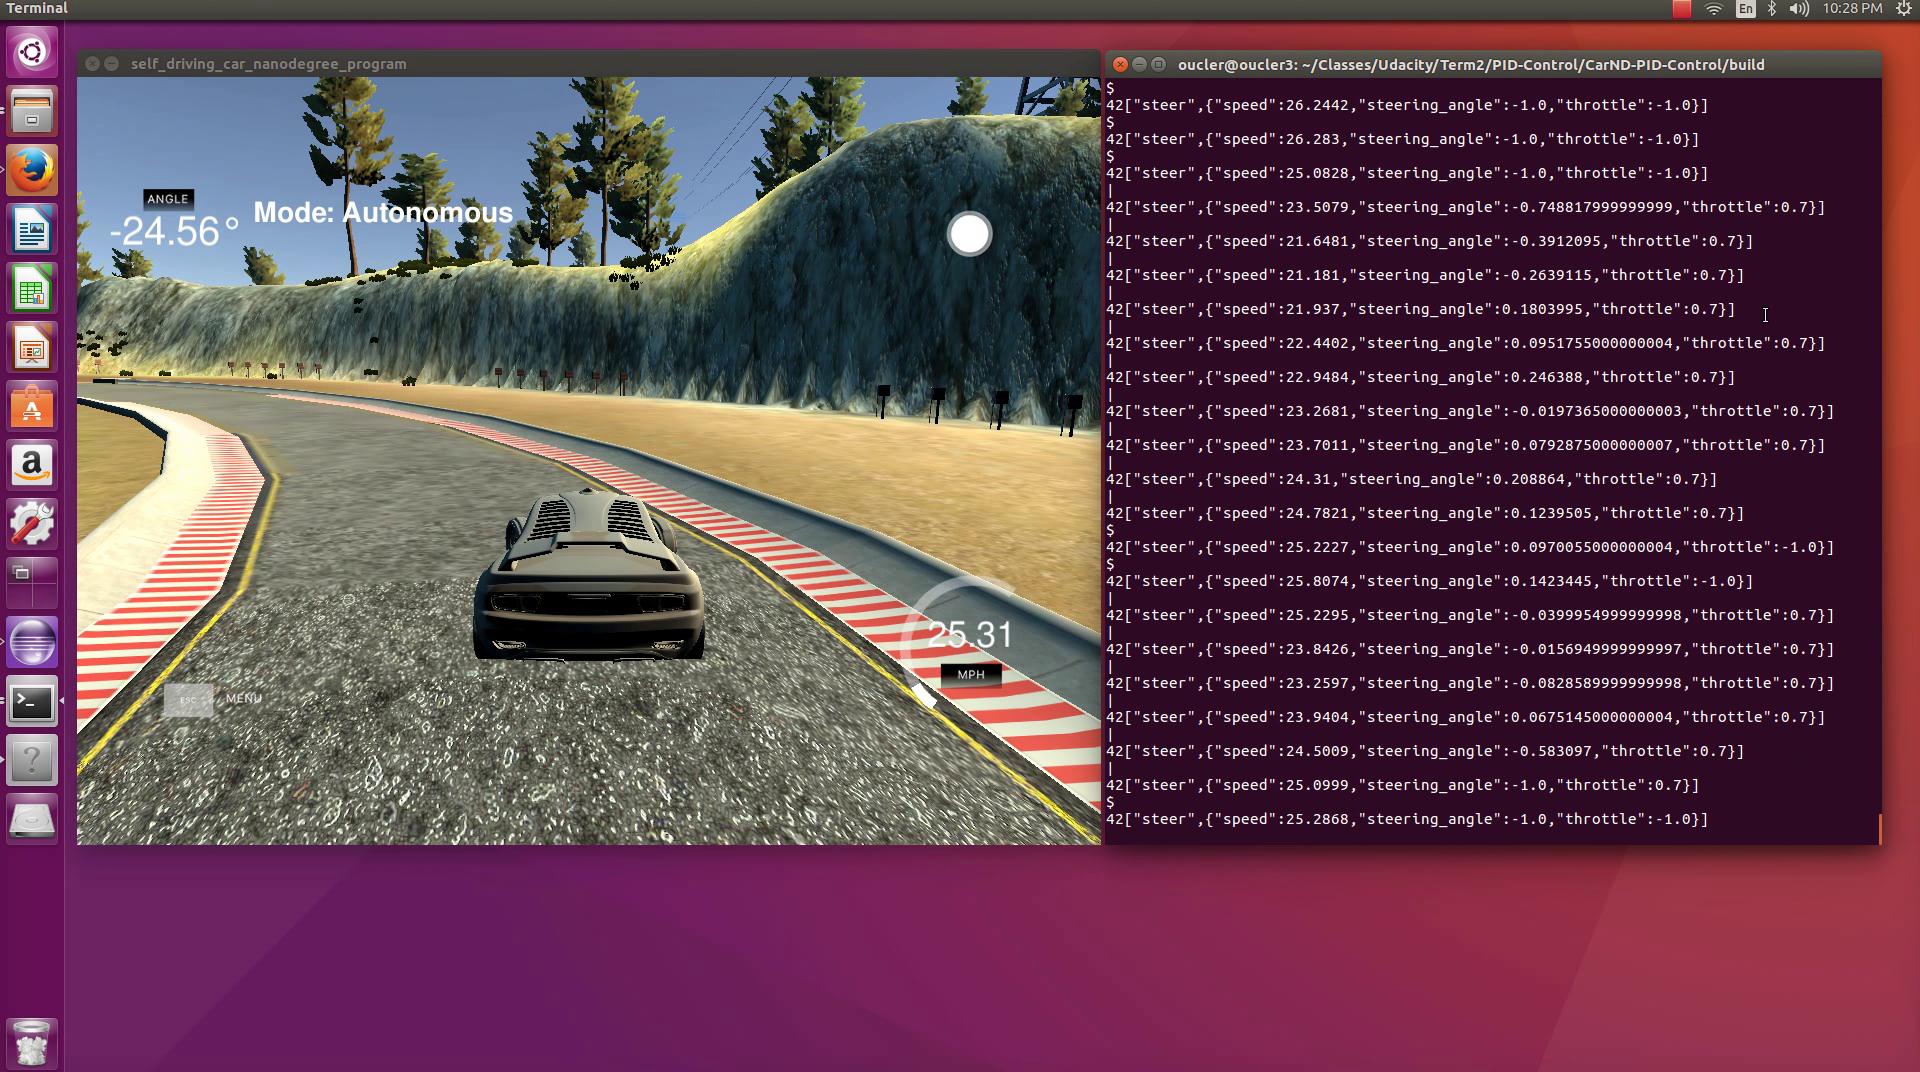 Terminal
En
10:28 PM
self_driving_car_nanodegree_program
ANGLE
-24.56°
Mode: Autonomous
25.31
MPH
ESC
MENU
oucler@oucler3: ~/Classes/Udacity/Term2/PID-Control/CarND-PID-Control/build
$
42["steer",{"speed":26.2442,"steering_angle":-1.0,"throttle":-1.0}]
$
42["steer",{"speed":26.283,"steering_angle":-1.0,"throttle":-1.0}]
$
42["steer",{"speed":25.0828,"steering_angle":-1.0,"throttle":-1.0}]
|
42["steer",{"speed":23.5079,"steering_angle":-0.748817999999999,"throttle":0.7}]
|
42["steer",{"speed":21.6481,"steering_angle":-0.3912095,"throttle":0.7}]
|
42["steer",{"speed":21.181,"steering_angle":-0.2639115,"throttle":0.7}]
|
42["steer",{"speed":21.937,"steering_angle":0.1803995,"throttle":0.7}]
|
42["steer",{"speed":22.4402,"steering_angle":0.0951755000000004,"throttle":0.7}]
|
42["steer",{"speed":22.9484,"steering_angle":0.246388,"throttle":0.7}]
|
42["steer",{"speed":23.2681,"steering_angle":-0.0197365000000003,"throttle":0.7}]
|
42["steer",{"speed":23.7011,"steering_angle":0.0792875000000007,"throttle":0.7}]
|
42["steer",{"speed":24.31,"steering_angle":0.208864,"throttle":0.7}]
|
42["steer",{"speed":24.7821,"steering_angle":0.1239505,"throttle":0.7}]
$
42["steer",{"speed":25.2227,"steering_angle":0.0970055000000004,"throttle":-1.0}]
$
42["steer",{"speed":25.8074,"steering_angle":0.1423445,"throttle":-1.0}]
|
42["steer",{"speed":25.2295,"steering_angle":-0.0399954999999998,"throttle":0.7}]
|
42["steer",{"speed":23.8426,"steering_angle":-0.0156949999999997,"throttle":0.7}]
|
42["steer",{"speed":23.2597,"steering_angle":-0.0828589999999998,"throttle":0.7}]
|
42["steer",{"speed":23.9404,"steering_angle":0.0675145000000004,"throttle":0.7}]
|
42["steer",{"speed":24.5009,"steering_angle":-0.583097,"throttle":0.7}]
|
42["steer",{"speed":25.0999,"steering_angle":-1.0,"throttle":0.7}]
$
42["steer",{"speed":25.2868,"steering_angle":-1.0,"throttle":-1.0}]